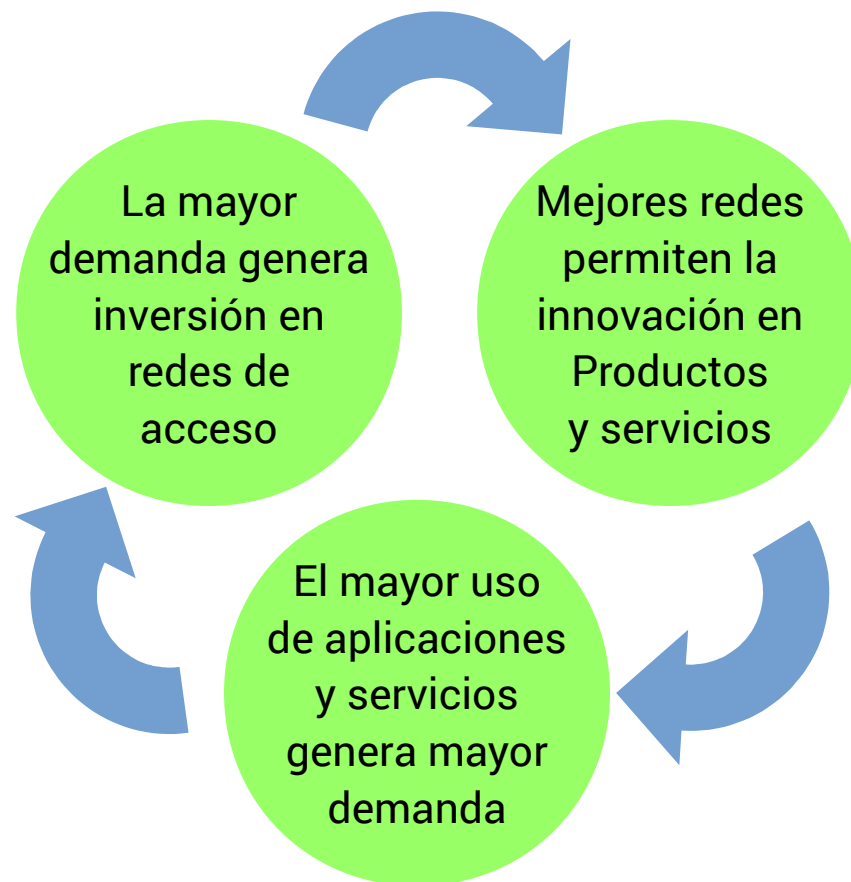 La mayor
demanda genera
inversión en
redes de
acceso
Mejores redes
permiten la
innovación en
Productos
y servicios
El mayor uso
de aplicaciones
y servicios
genera mayor
demanda